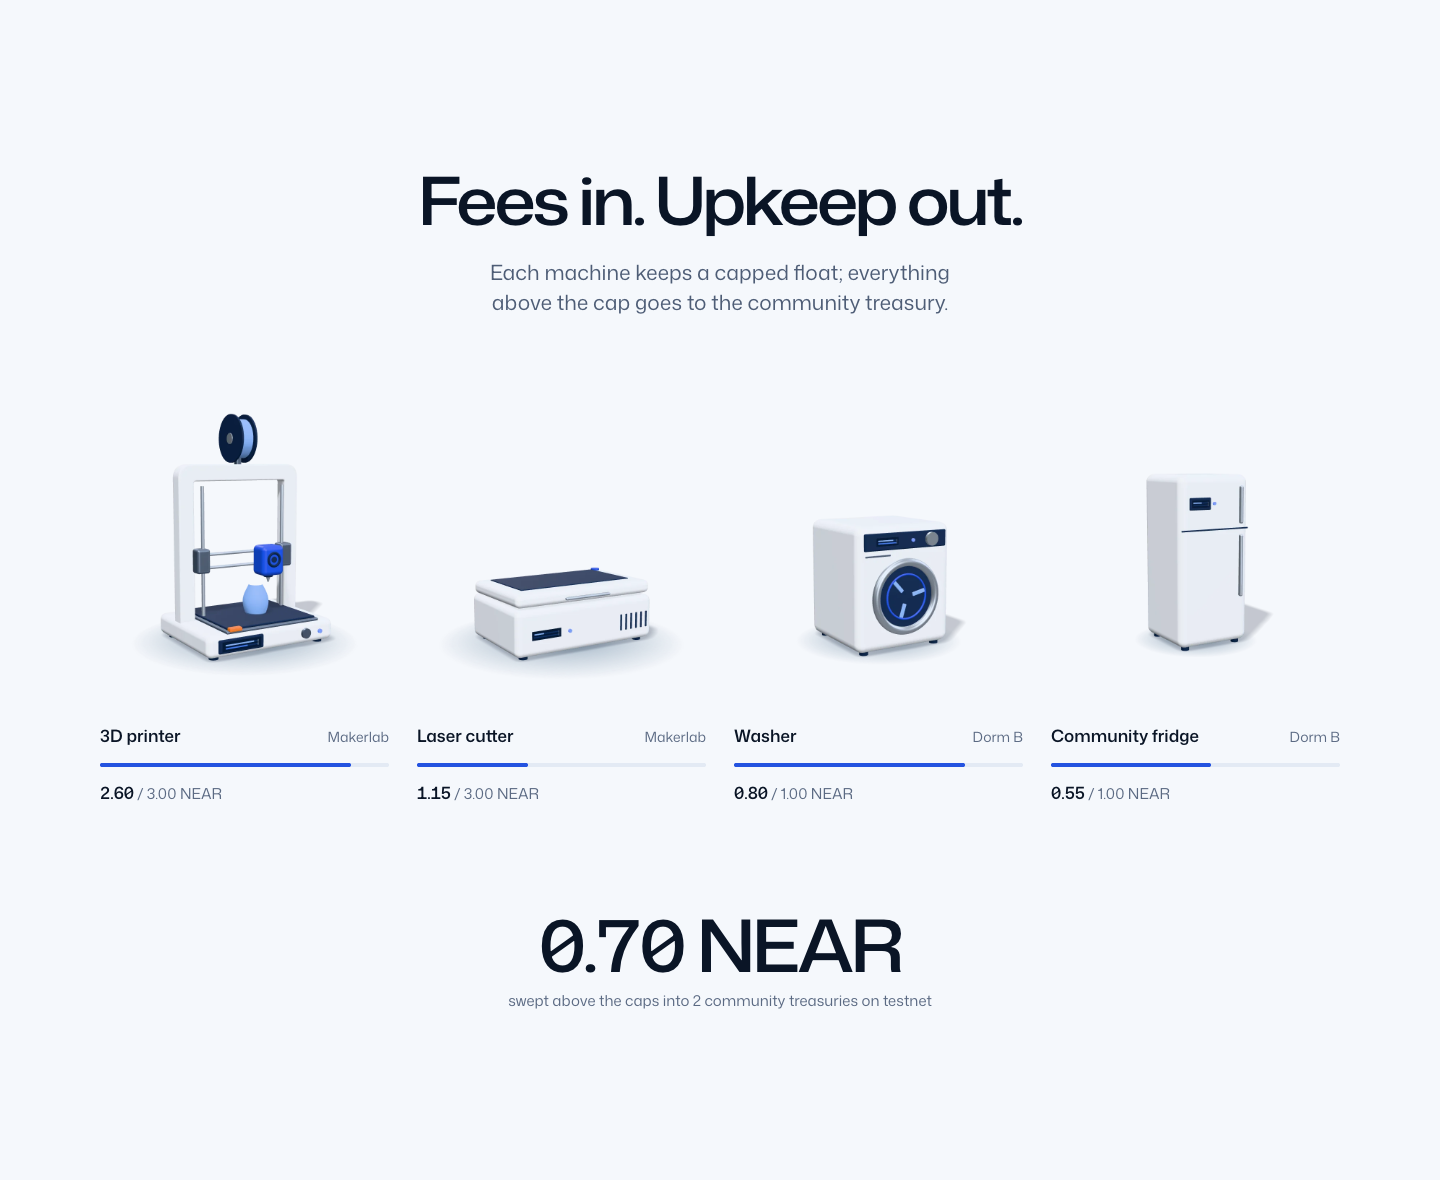 Fees in. Upkeep out.
Each machine keeps a capped float; everything
above the cap goes to the community treasury.
3D printer Makerlab
2.60 / 3.00 NEAR
Laser cutter Makerlab
1.15 / 3.00 NEAR
Washer Dorm B
0.80 / 1.00 NEAR
Community fridge Dorm B
0.55 / 1.00 NEAR
0.70 NEAR
swept above the caps into 2 community treasuries on testnet